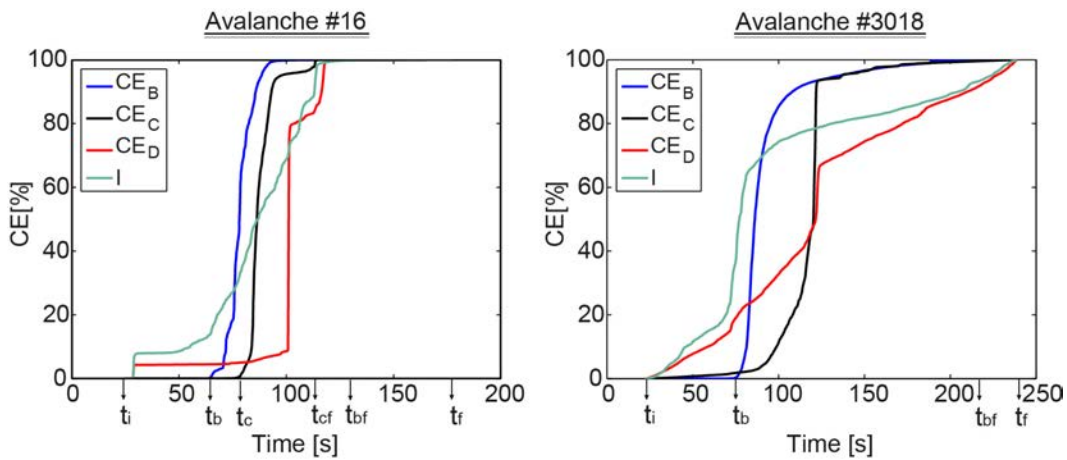 Avalanche #16
100
80
60
40
20
0
CE[%]
CE_B
CE_C
CE_D
I
50 100 150 200
t_i t_b t_c t_cf t_bf t_f
Time [s]
Avalanche #3018
100
80
60
40
20
0
CE[%]
CE_B
CE_C
CE_D
I
50 100 150 200 250
t_i t_b t_bf t_f
Time [s]